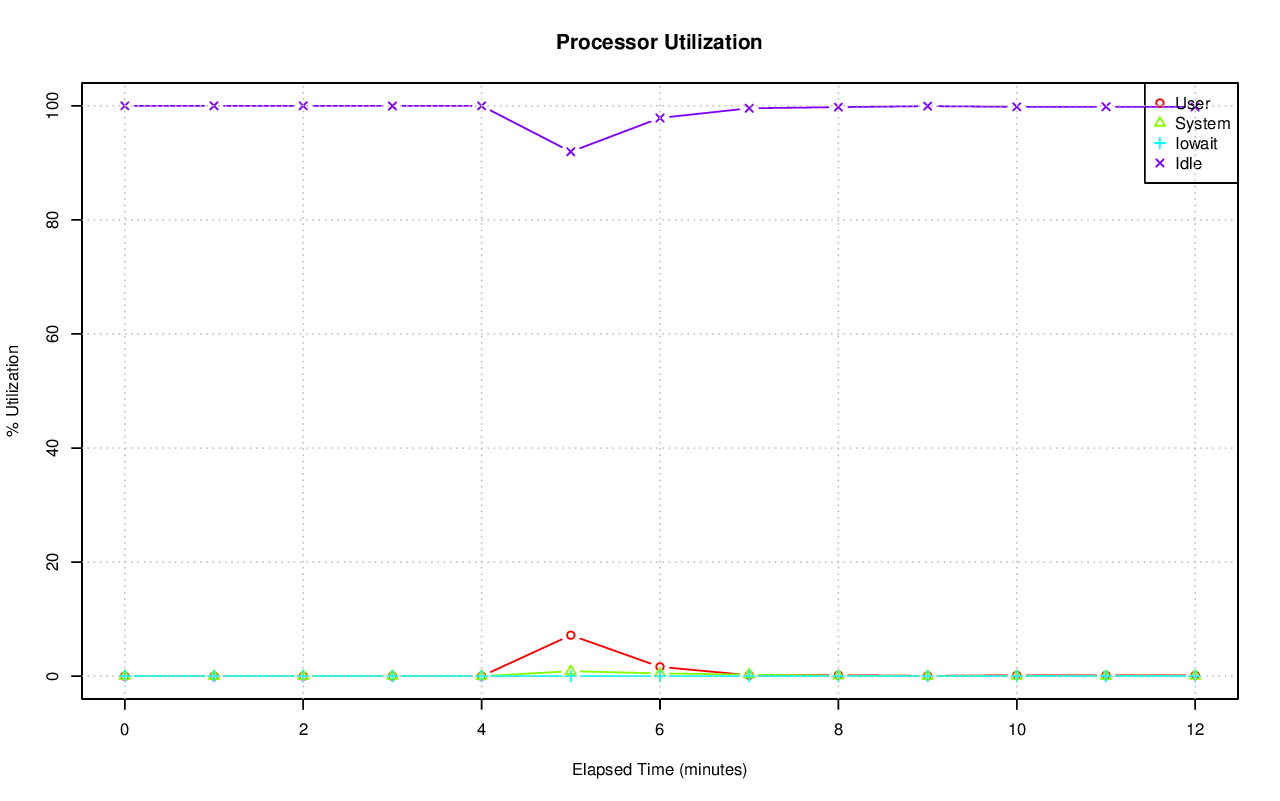 Processor Utilization
100
80
60
40
20
0
% Utilization
User
System
Iowait
Idle
0 2 4 6 8 10 12
Elapsed Time (minutes)